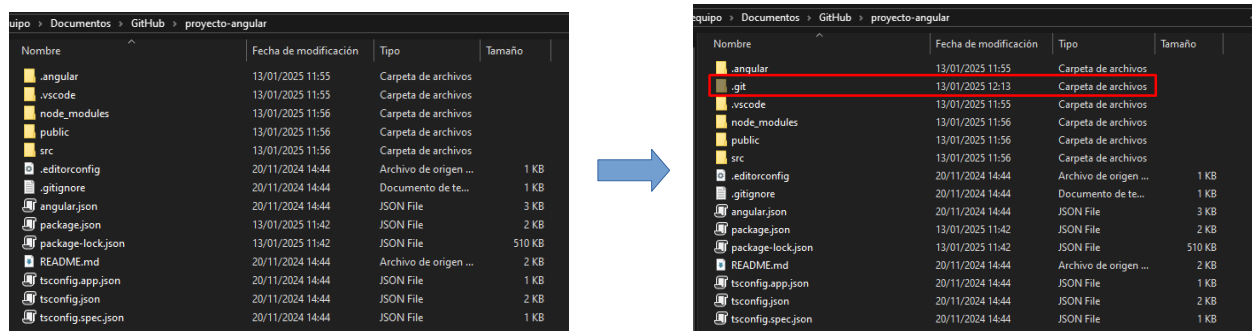 uipo > Documentos > GitHub > proyecto-angular
Nombre Fecha de modificación Tipo Tamaño
.angular 13/01/2025 11:55 Carpeta de archivos
.vscode 13/01/2025 11:55 Carpeta de archivos
node_modules 13/01/2025 11:56 Carpeta de archivos
public 13/01/2025 11:56 Carpeta de archivos
src 13/01/2025 11:56 Carpeta de archivos
.editorconfig 20/11/2024 14:44 Archivo de origen ... 1 KB
.gitignore 20/11/2024 14:44 Documento de te... 1 KB
angular.json 20/11/2024 14:44 JSON File 3 KB
package.json 13/01/2025 11:42 JSON File 2 KB
package-lock.json 13/01/2025 11:42 JSON File 510 KB
README.md 20/11/2024 14:44 Archivo de origen ... 2 KB
tsconfig.app.json 20/11/2024 14:44 JSON File 1 KB
tsconfig.json 20/11/2024 14:44 JSON File 2 KB
tsconfig.spec.json 20/11/2024 14:44 JSON File 1 KB
equipo > Documentos > GitHub > proyecto-angular
Nombre Fecha de modificación Tipo Tamaño
.angular 13/01/2025 11:55 Carpeta de archivos
.git 13/01/2025 12:13 Carpeta de archivos
.vscode 13/01/2025 11:55 Carpeta de archivos
node_modules 13/01/2025 11:56 Carpeta de archivos
public 13/01/2025 11:56 Carpeta de archivos
src 13/01/2025 11:56 Carpeta de archivos
.editorconfig 20/11/2024 14:44 Archivo de origen ... 1 KB
.gitignore 20/11/2024 14:44 Documento de te... 1 KB
angular.json 20/11/2024 14:44 JSON File 3 KB
package.json 13/01/2025 11:42 JSON File 2 KB
package-lock.json 13/01/2025 11:42 JSON File 510 KB
README.md 20/11/2024 14:44 Archivo de origen ... 2 KB
tsconfig.app.json 20/11/2024 14:44 JSON File 1 KB
tsconfig.json 20/11/2024 14:44 JSON File 2 KB
tsconfig.spec.json 20/11/2024 14:44 JSON File 1 KB